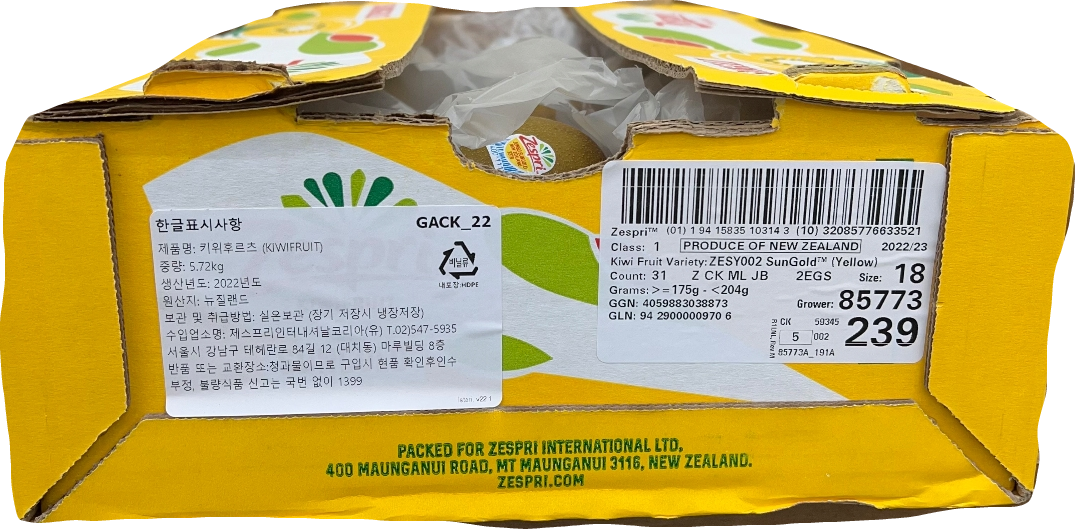 Zespri
한글표시사항 GACK_22
제품명: 키위후르츠 (KIWIFRUIT)
중량: 5.72kg
생산년도: 2022년도
원산지: 뉴질랜드
비닐류
내포장:HDPE
보관 및 취급방법: 실온보관 (장기 저장시 냉장저장)
수입업소명: 제스프리인터내셔날코리아(유) T.02)547-5935
서울시 강남구 테헤란로 84길 12 (대치동) 마루빌딩 8층
반품 또는 교환장소:청과물이므로 구입시 현품 확인후인수
부정, 불량식품 신고는 국번 없이 1399
Zespri™ (01) 1 94 15835 10314 3 (10) 32085776633521
Class: 1 PRODUCE OF NEW ZEALAND 2022/23
Kiwi Fruit Variety: ZESY002 SunGold™ (Yellow)
Count: 31 Z CK ML JB 2EGS Size: 18
Grams: >=175g - <204g
GGN: 4059883038873 Grower: 85773
GLN: 94 2900000970 6
CK 59345
5 002 239
85773A_191A
PACKED FOR ZESPRI INTERNATIONAL LTD,
400 MAUNGANUI ROAD, MT MAUNGANUI 3116, NEW ZEALAND.
ZESPRI.COM